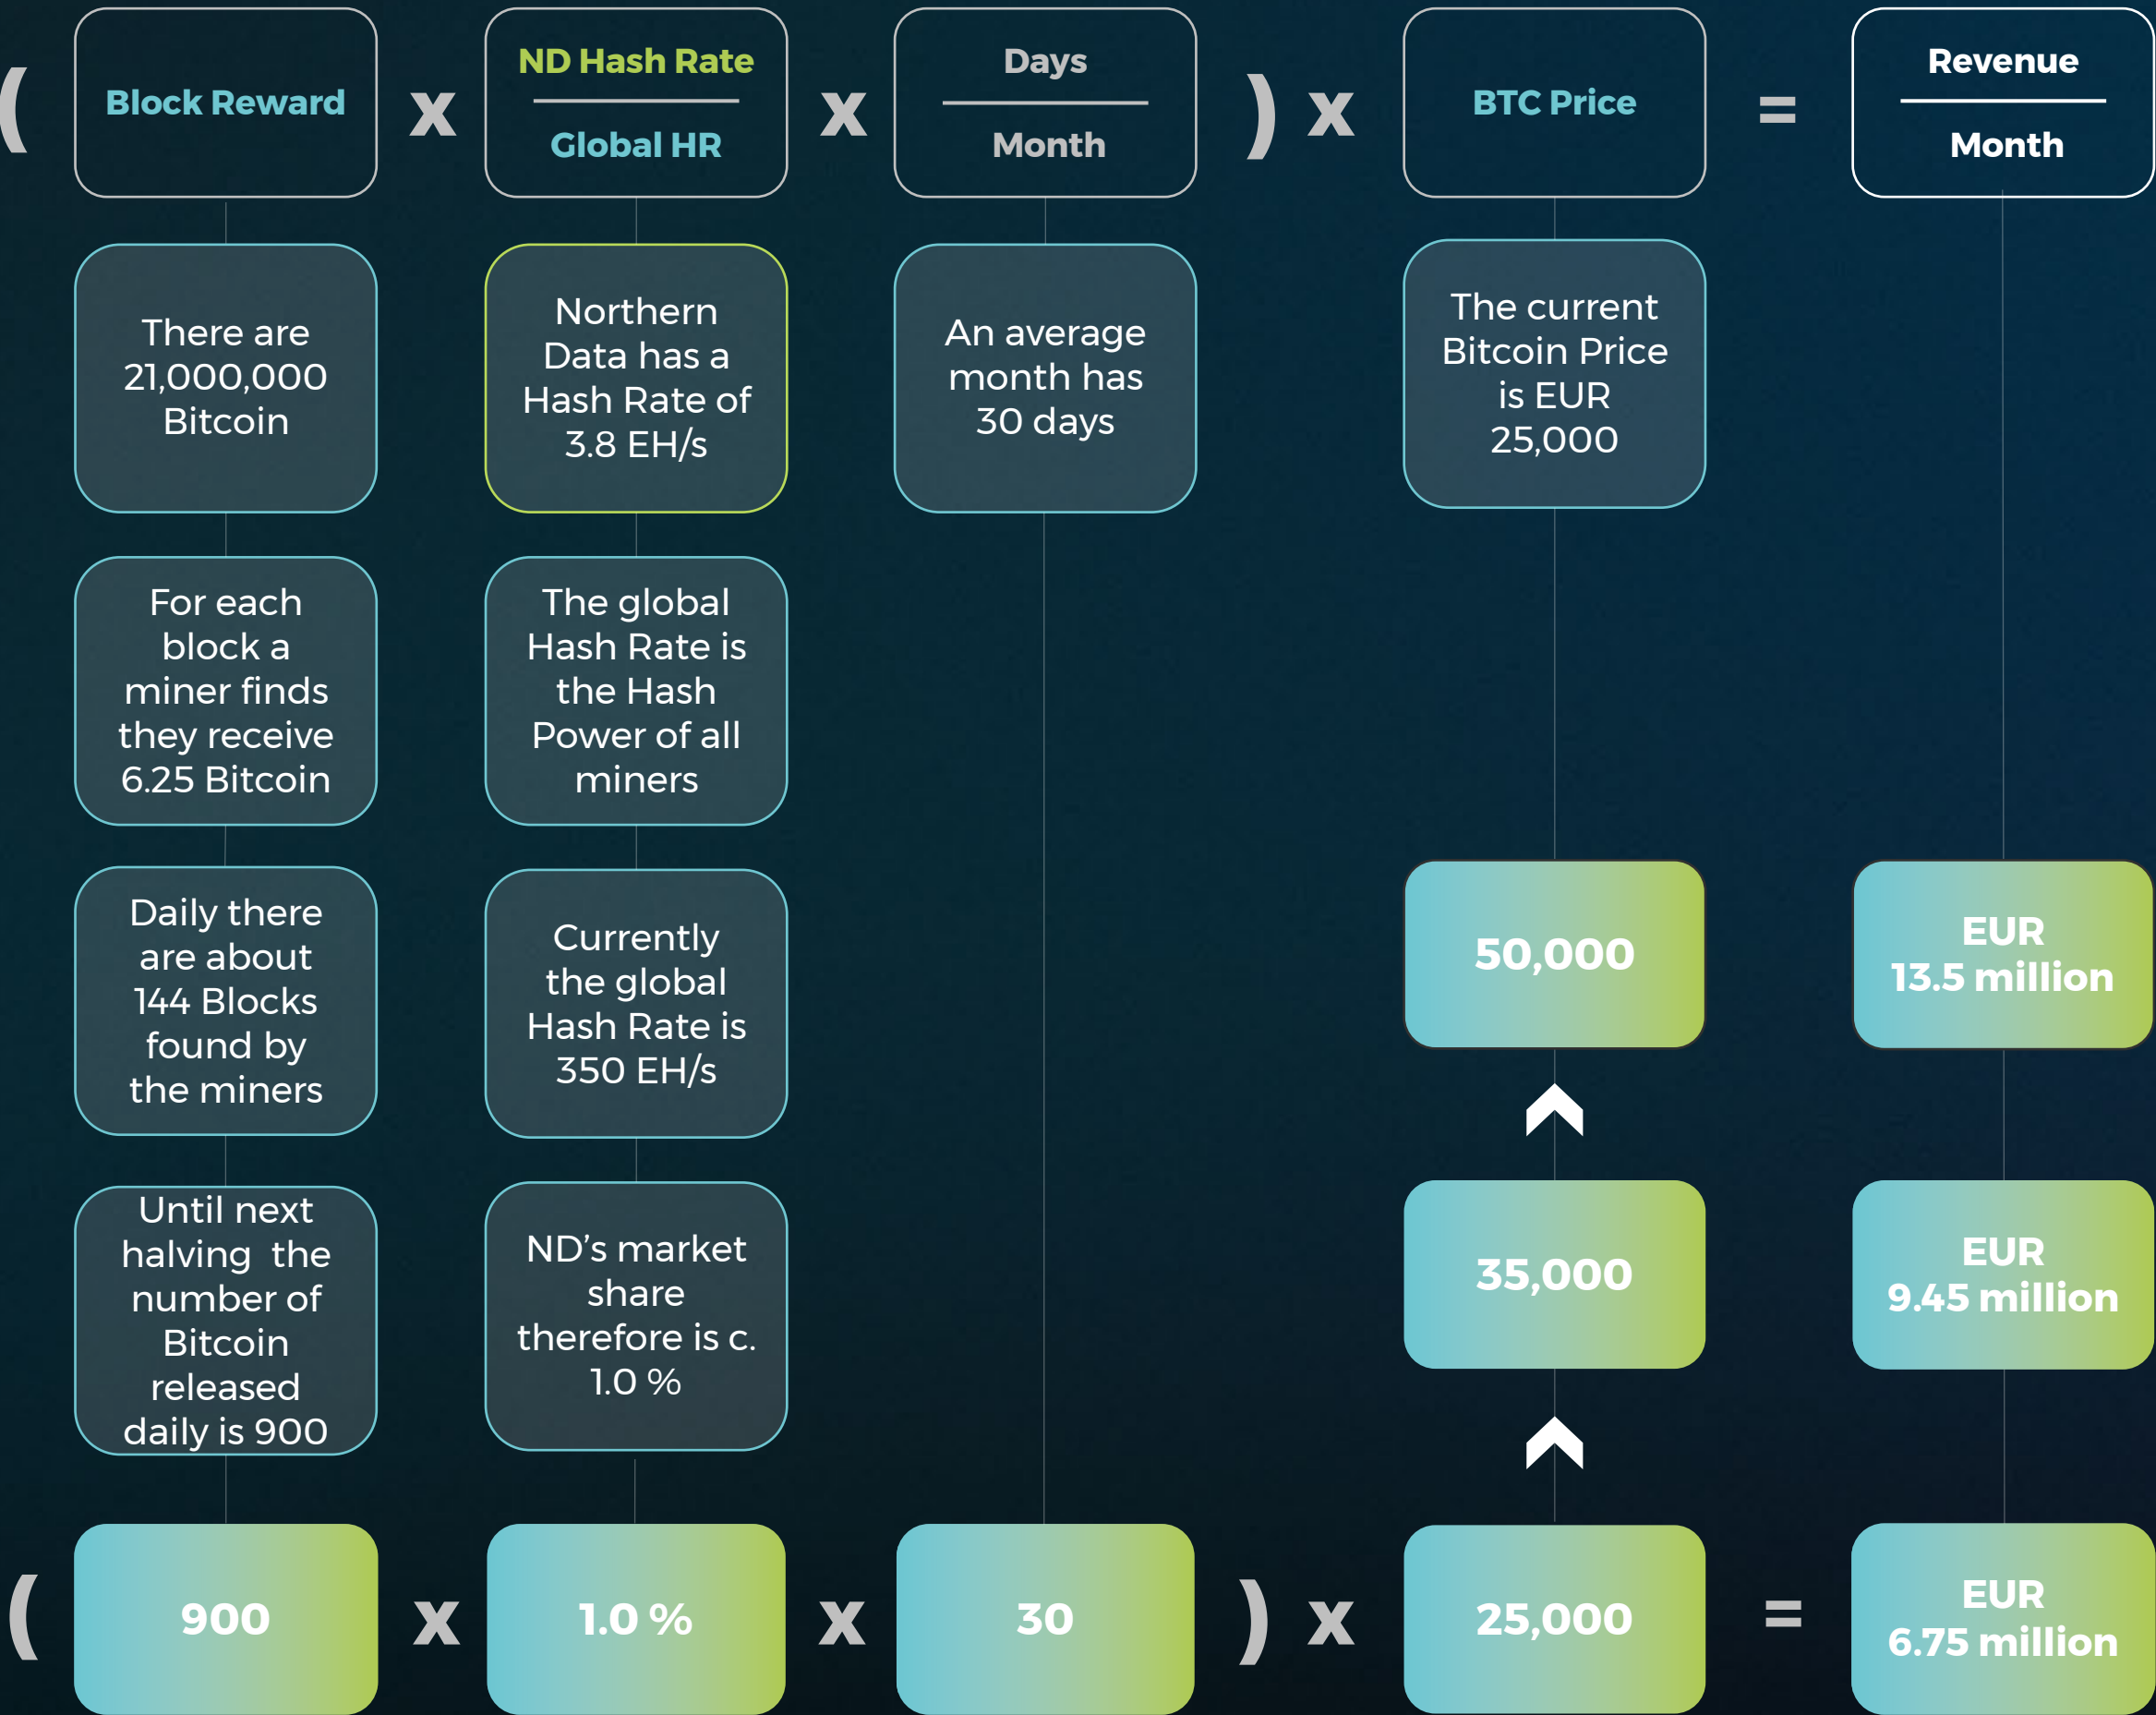 (
Block Reward
x
ND Hash Rate
Global HR
x
Days
Month
)
x
BTC Price
=
Revenue
Month
There are
21,000,000
Bitcoin
For each
block a
miner finds
they receive
6.25 Bitcoin
Daily there
are about
144 Blocks
found by
the miners
Until next
halving the
number of
Bitcoin
released
daily is 900
Northern
Data has a
Hash Rate of
3.8 EH/s
The global
Hash Rate is
the Hash
Power of all
miners
Currently
the global
Hash Rate is
350 EH/s
ND’s market
share
therefore is c.
1.0 %
An average
month has
30 days
The current
Bitcoin Price
is EUR
25,000
50,000
EUR
13.5 million
35,000
EUR
9.45 million
(
900
x
1.0 %
x
30
)
x
25,000
=
EUR
6.75 million